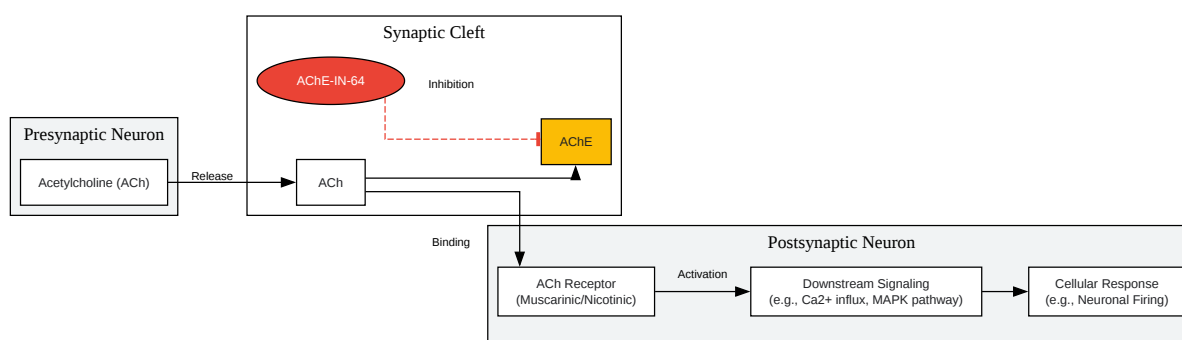 Synaptic Cleft
AChE-IN-64
Inhibition
Presynaptic Neuron
AChE
Acetylcholine (ACh)
Release
ACh
Binding
Postsynaptic Neuron
ACh Receptor
(Muscarinic/Nicotinic)
Activation
Downstream Signaling
(e.g., Ca2+ influx, MAPK pathway)
Cellular Response
(e.g., Neuronal Firing)